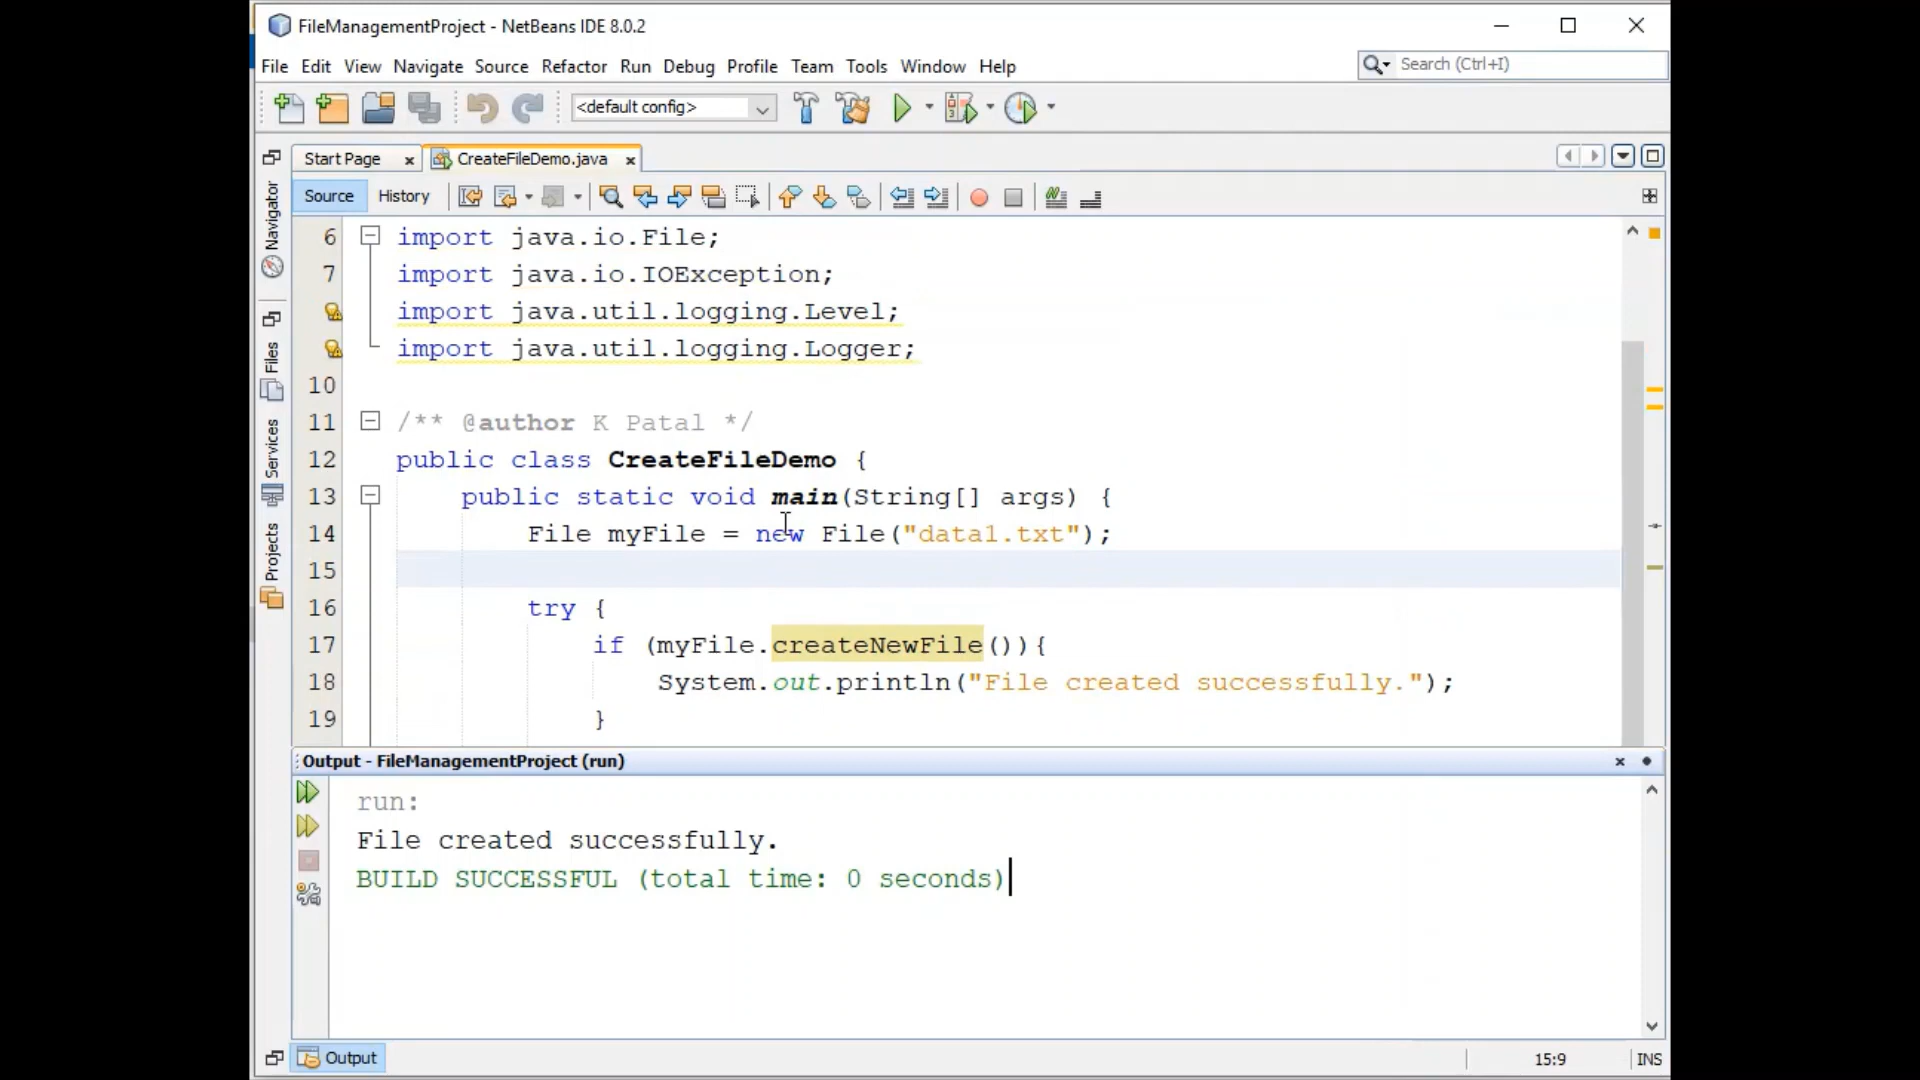 FileManagementProject - NetBeans IDE 8.0.2
File Edit View Navigate Source Refactor Run Debug Profile Team Tools Window Help
Search (Ctrl+I)
<default config>
Start Page
CreateFileDemo.java
Source History
Navigator
Files
Services
Projects
6 import java.io.File;
7 import java.io.IOException;
import java.util.logging.Level;
import java.util.logging.Logger;
10
11 /** @author K Patal */
12 public class CreateFileDemo {
13 public static void main(String[] args) {
14 File myFile = new File("data1.txt");
15
16 try {
17 if (myFile.createNewFile()){
18 System.out.println("File created successfully.");
19 }
Output - FileManagementProject (run)
run:
File created successfully.
BUILD SUCCESSFUL (total time: 0 seconds)
Output
15:9 INS